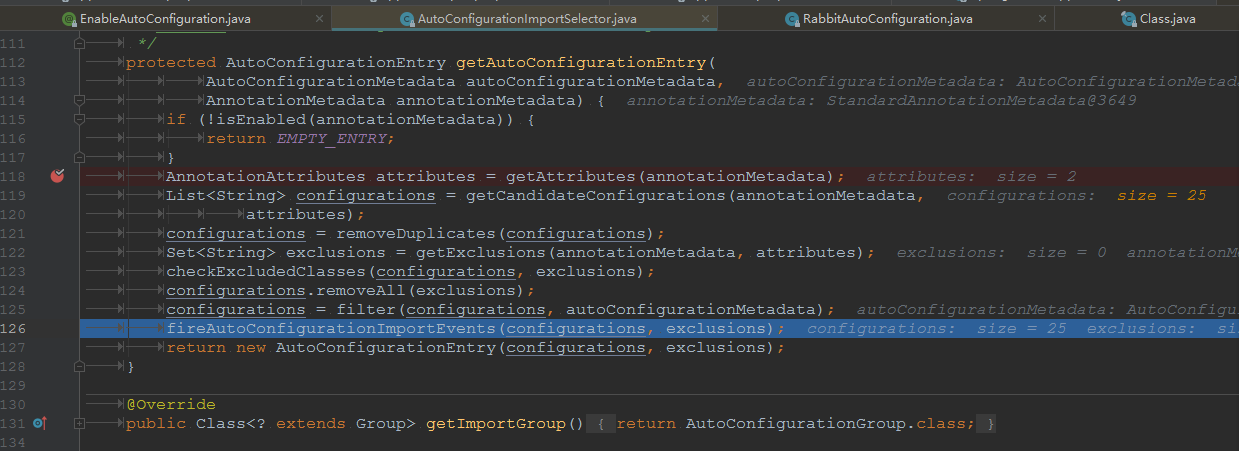 EnableAutoConfiguration.java × AutoConfigurationImportSelector.java × RabbitAutoConfiguration.java × Class.java
111 */
112 protected AutoConfigurationEntry getAutoConfigurationEntry(
113 AutoConfigurationMetadata autoConfigurationMetadata, autoConfigurationMetadata: AutoConfigurationMetad
114 AnnotationMetadata annotationMetadata) { annotationMetadata: StandardAnnotationMetadata@3649
115 if (!isEnabled(annotationMetadata)) {
116 return EMPTY_ENTRY;
117 }
118 AnnotationAttributes attributes = getAttributes(annotationMetadata); attributes: size = 2
119 List<String> configurations = getCandidateConfigurations(annotationMetadata, configurations: size = 25
120 attributes);
121 configurations = removeDuplicates(configurations);
122 Set<String> exclusions = getExclusions(annotationMetadata, attributes); exclusions: size = 0 annotationM
123 checkExcludedClasses(configurations, exclusions);
124 configurations.removeAll(exclusions);
125 configurations = filter(configurations, autoConfigurationMetadata); autoConfigurationMetadata: AutoConfigur
126 fireAutoConfigurationImportEvents(configurations, exclusions); configurations: size = 25 exclusions: si
127 return new AutoConfigurationEntry(configurations, exclusions);
128 }
129
130 @Override
131 public Class<? extends Group> getImportGroup() { return AutoConfigurationGroup.class; }
134